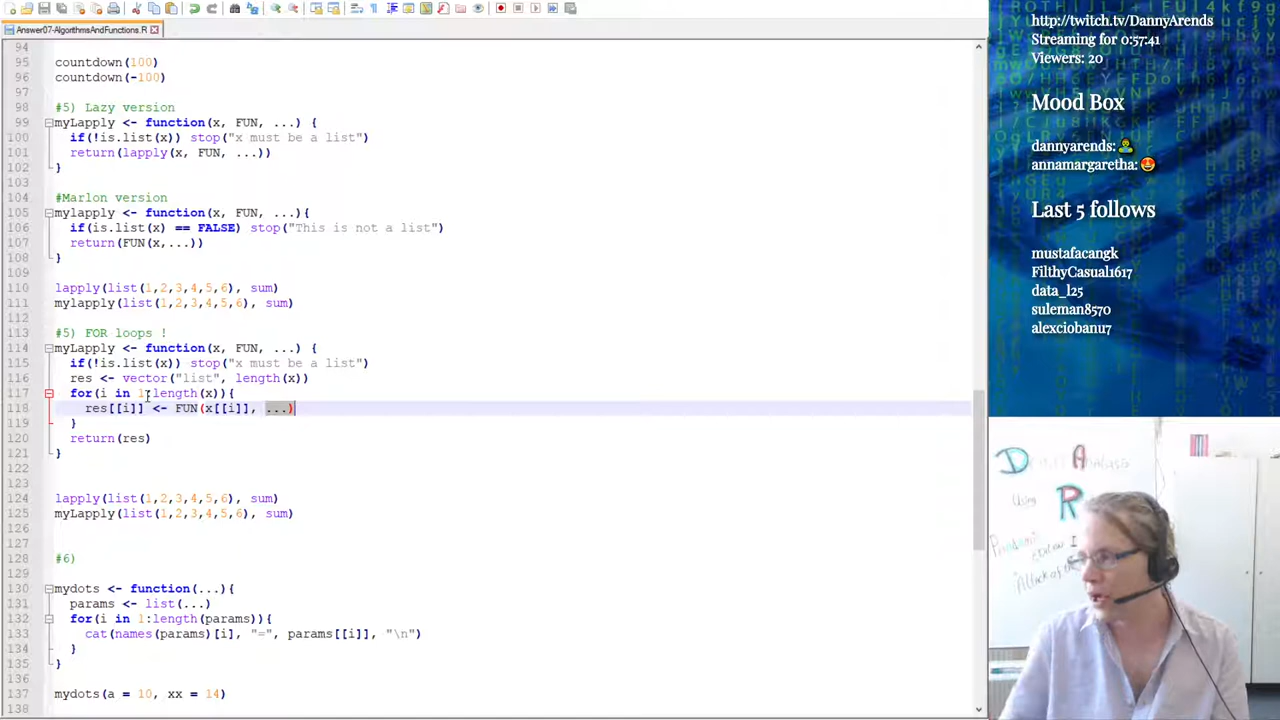 Answer07-AlgorithmsAndFunctions.R
94
95 countdown(100)
96 countdown(-100)
97
98 #5) Lazy version
99 myLapply <- function(x, FUN, ...) {
100 if(!is.list(x)) stop("x must be a list")
101 return(lapply(x, FUN, ...))
102 }
103
104 #Marlon version
105 mylapply <- function(x, FUN, ...){
106 if(is.list(x) == FALSE) stop("This is not a list")
107 return(FUN(x,...))
108 }
109
110 lapply(list(1,2,3,4,5,6), sum)
111 mylapply(list(1,2,3,4,5,6), sum)
112
113 #5) FOR loops !
114 myLapply <- function(x, FUN, ...) {
115 if(!is.list(x)) stop("x must be a list")
116 res <- vector("list", length(x))
117 for(i in 1:length(x)){
118 res[[i]] <- FUN(x[[i]], ...)
119 }
120 return(res)
121 }
122
123
124 lapply(list(1,2,3,4,5,6), sum)
125 myLapply(list(1,2,3,4,5,6), sum)
126
127
128 #6)
129
130 mydots <- function(...){
131 params <- list(...)
132 for(i in 1:length(params)){
133 cat(names(params)[i], "=", params[[i]], "\n")
134 }
135 }
136
137 mydots(a = 10, xx = 14)
138
http://twitch.tv/DannyArends
Streaming for 0:57:41
Viewers: 20
Mood Box
dannyarends:
annamargaretha:
Last 5 follows
mustafacangk
FilthyCasual1617
data_l25
suleman8570
alexciobanu7
Using
R